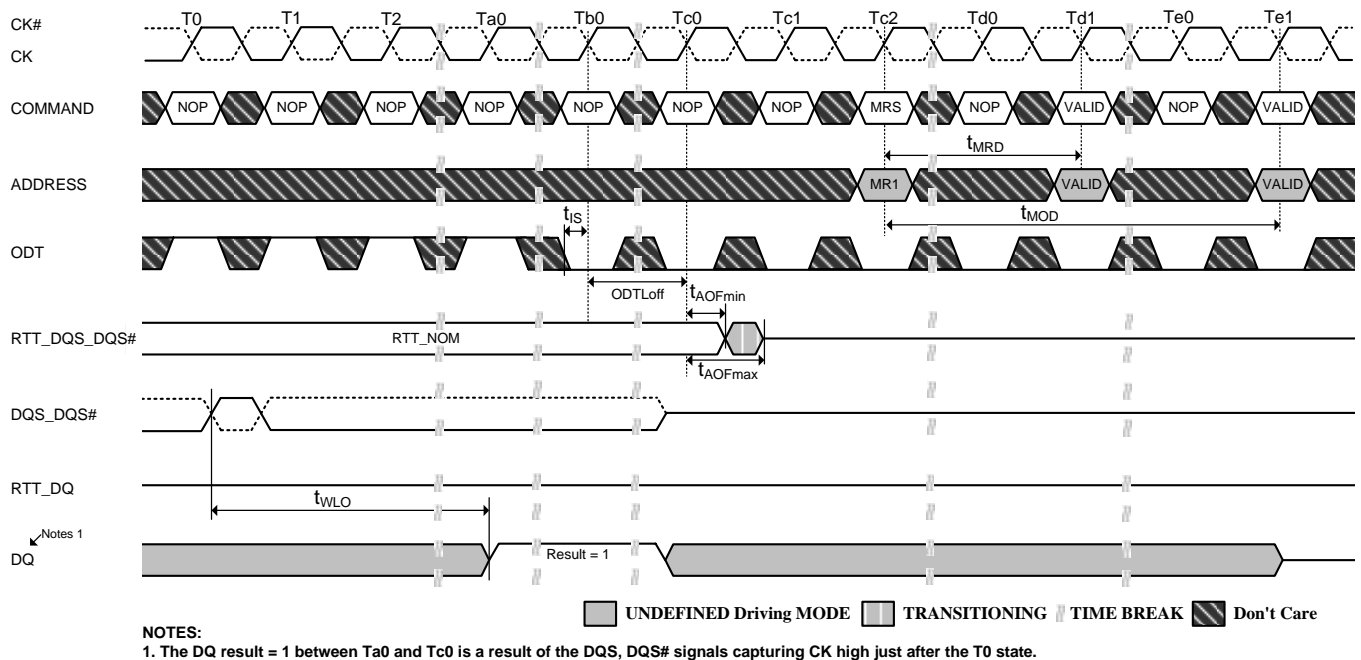 T0 T1 T2 Ta0 Tb0 Tc0 Tc1 Tc2 Td0 Td1 Te0 Te1
CK#
CK
COMMAND NOP NOP NOP NOP NOP NOP NOP MRS NOP VALID NOP VALID
tMRD
ADDRESS MR1 VALID VALID
tIS tMOD
ODT
ODTLoff tAOFmin
RTT_DQS_DQS# RTT_NOM
tAOFmax
DQS_DQS#
RTT_DQ
tWLO
Notes 1
DQ Result = 1
UNDEFINED Driving MODE TRANSITIONING TIME BREAK Don't Care
NOTES:
1. The DQ result = 1 between Ta0 and Tc0 is a result of the DQS, DQS# signals capturing CK high just after the T0 state.